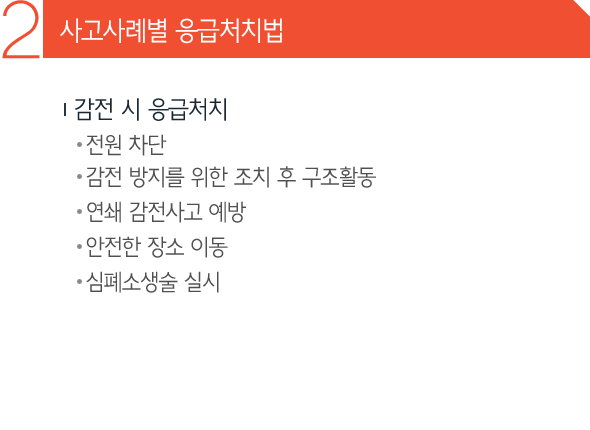 2 사고사례별 응급처치법
감전 시 응급처치
• 전원 차단
• 감전 방지를 위한 조치 후 구조활동
• 연쇄 감전사고 예방
• 안전한 장소 이동
• 심폐소생술 실시